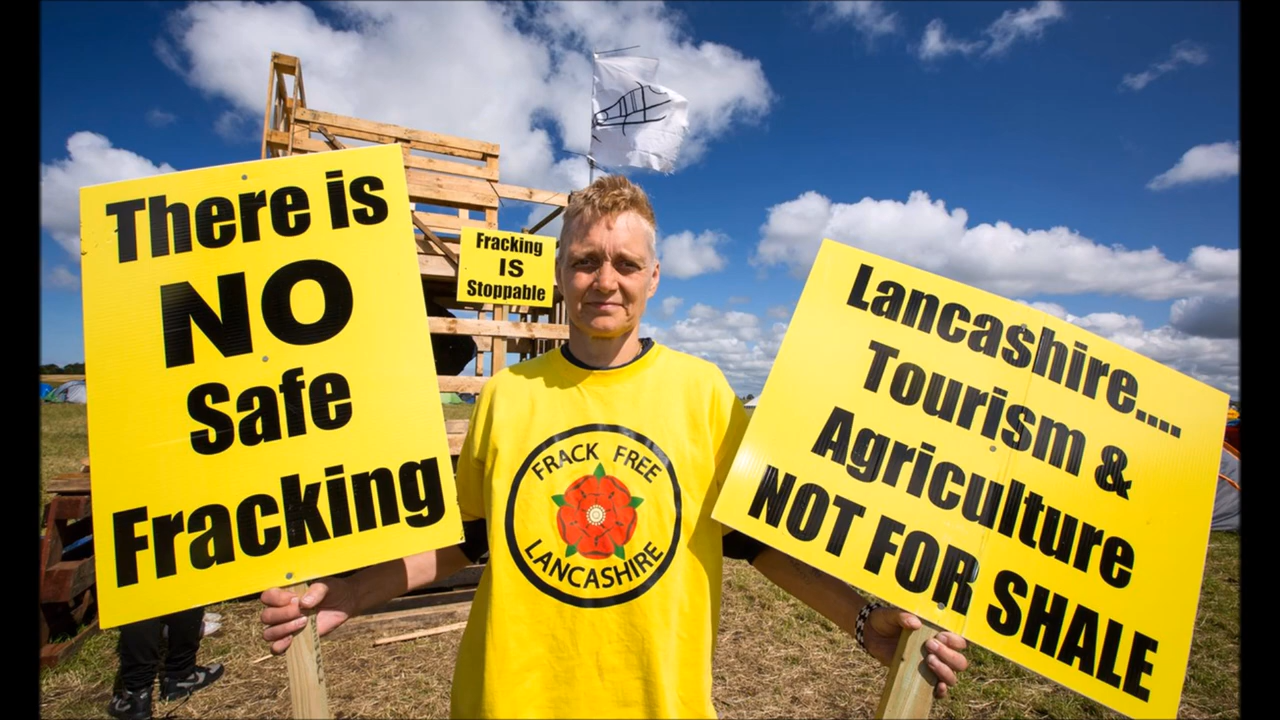 There is
NO
Safe
Fracking
Fracking
IS
Stoppable
FRACK FREE
LANCASHIRE
Lancashire....
Tourism &
Agriculture
NOT FOR SHALE